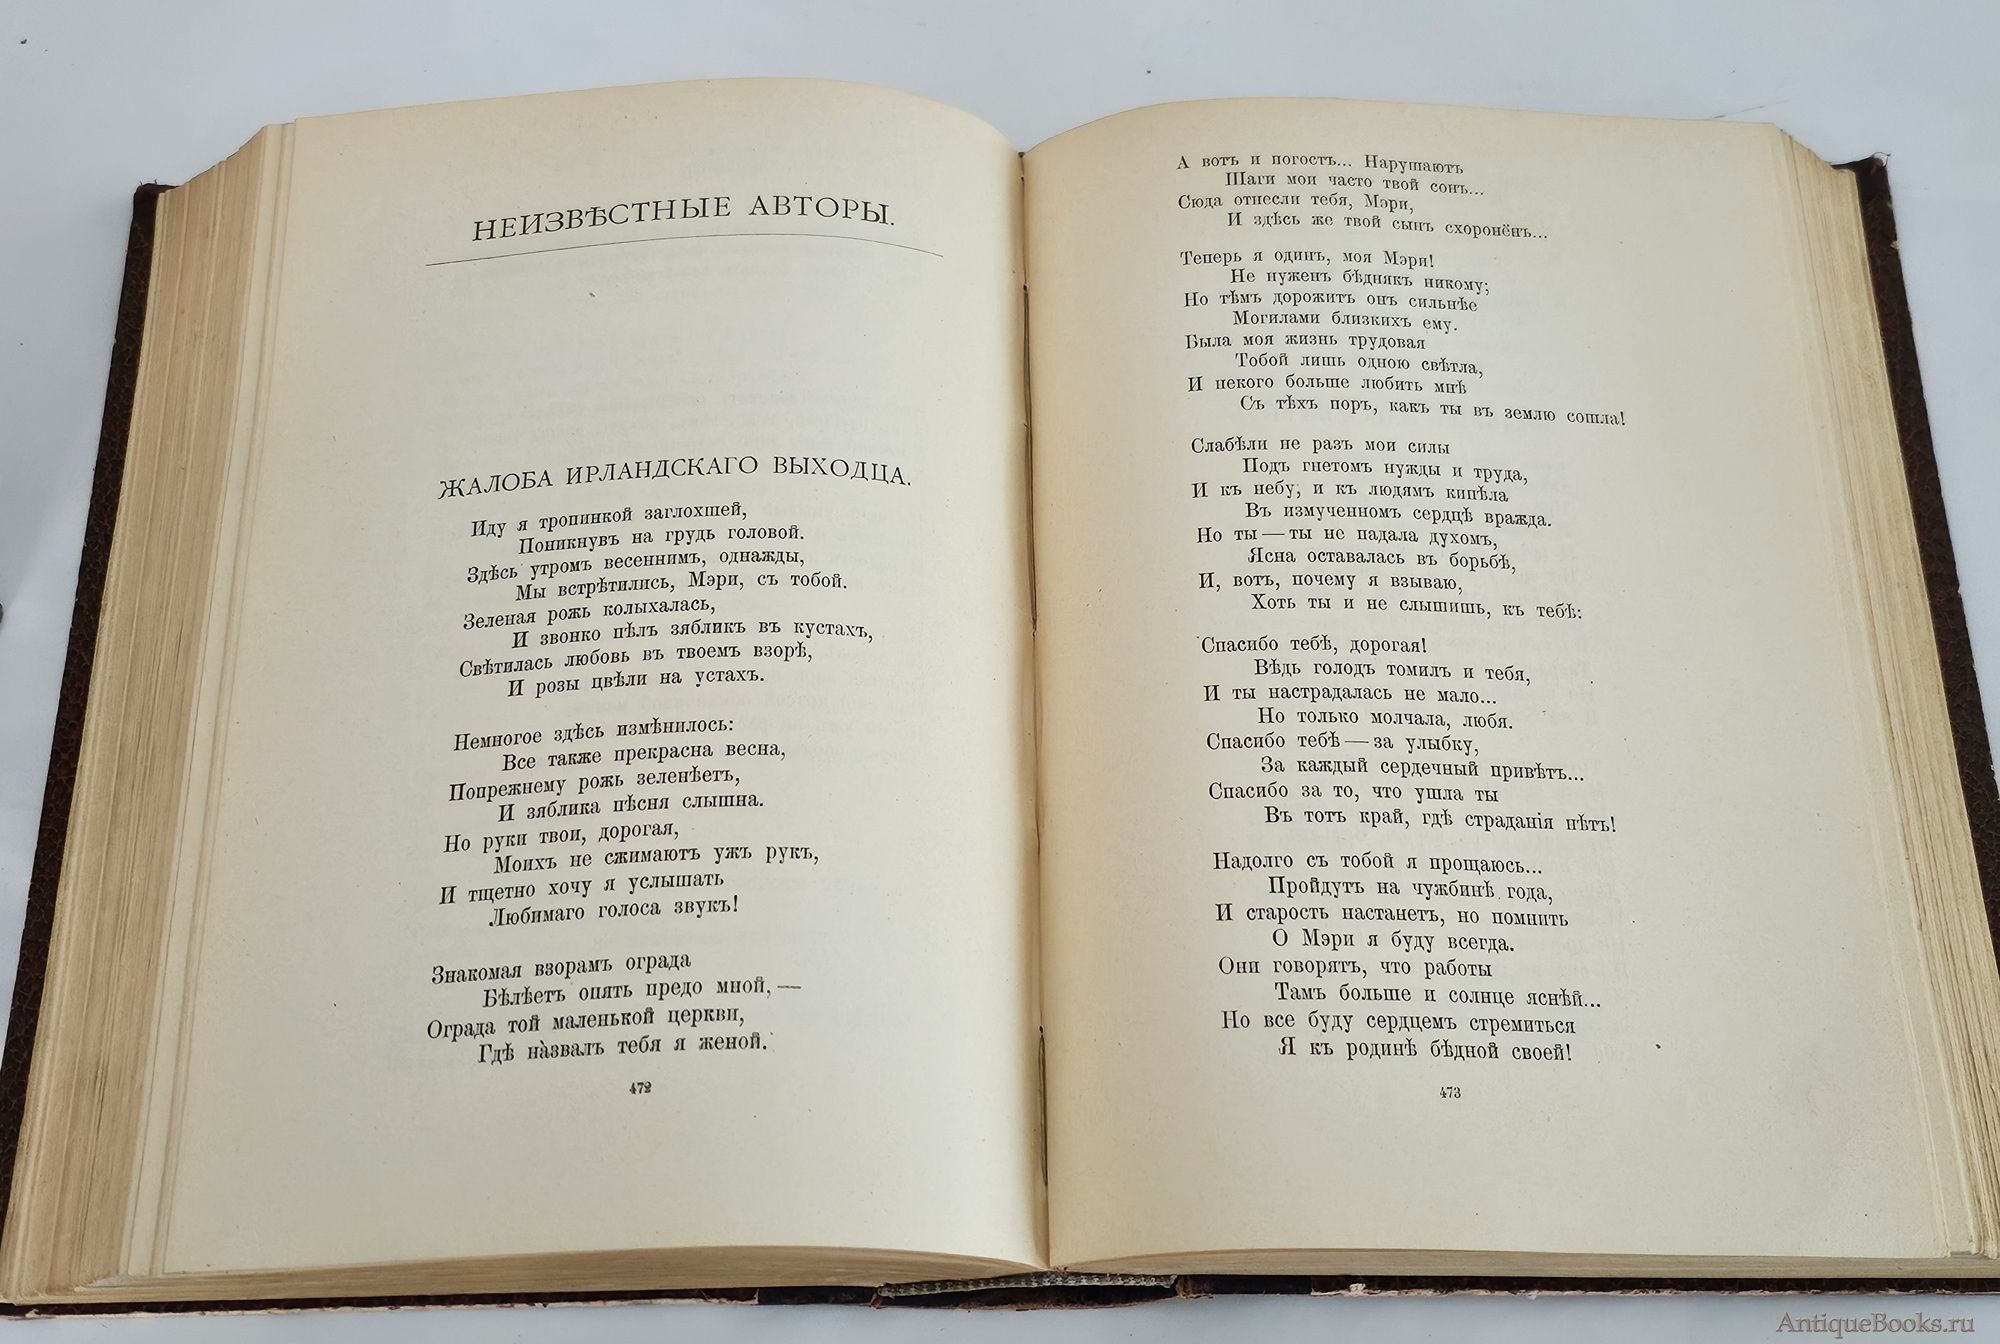 НЕИЗВѢСТНЫЕ АВТОРЫ.
ЖАЛОБА ИРЛАНДСКАГО ВЫХОДЦА.
Иду я тропинкой заглохшей,
Поникнувъ на грудь головой.
Здѣсь утромъ весеннимъ, однажды,
Мы встрѣтились, Мэри, съ тобой.
Зеленая рожь колыхалась,
И звонко пѣлъ зябликъ въ кустахъ,
Свѣтилась любовь въ твоемъ взорѣ,
И розы цвѣли на устахъ.
Немногое здѣсь измѣнилось:
Все также прекрасна весна,
Попрежнему рожь зеленѣетъ,
И зяблика пѣсня слышна.
Но руки твои, дорогая,
Моихъ не сжимаютъ ужъ рукъ,
И тщетно хочу я услышать
Любимаго голоса звукъ!
Знакомая взорамъ ограда
Бѣлѣетъ опять предо мной, —
Ограда той маленькой церкви,
Гдѣ назвалъ тебя я женой.
472
А вотъ и погостъ... Нарушаютъ
Шаги мои часто твой сонъ...
Сюда отнесли тебя, Мэри,
И здѣсь же твой сынъ схоронёнъ...
Теперь я одинъ, моя Мэри!
Не нуженъ бѣднякъ никому;
Но тѣмъ дорожитъ онъ сильнѣе
Могилами близкихъ ему.
Была моя жизнь трудовая
Тобой лишь одною свѣтла,
И некого больше любить мнѣ
Съ тѣхъ поръ, какъ ты въ землю сошла!
Слабѣли не разъ мои силы
Подъ гнетомъ нужды и труда,
И къ небу, и къ людямъ кипѣла
Въ измученномъ сердцѣ вражда.
Но ты — ты не падала духомъ,
Ясна оставалась въ борьбѣ,
И, вотъ, почему я взываю,
Хоть ты и не слышишь, къ тебѣ:
Спасибо тебѣ, дорогая!
Вѣдь голодъ томилъ и тебя,
И ты настрадалась не мало...
Но только молчала, любя.
Спасибо тебѣ — за улыбку,
За каждый сердечный привѣтъ...
Спасибо за то, что ушла ты
Въ тотъ край, гдѣ страданія нѣтъ!
Надолго съ тобой я прощаюсь...
Пройдутъ на чужбинѣ года,
И старость настанетъ, но помнить
О Мэри я буду всегда.
Они говорятъ, что работы
Тамъ больше и солнце яснѣй...
Но все буду сердцемъ стремиться
Я къ родинѣ бѣдной своей!
473
AntiqueBooks.ru